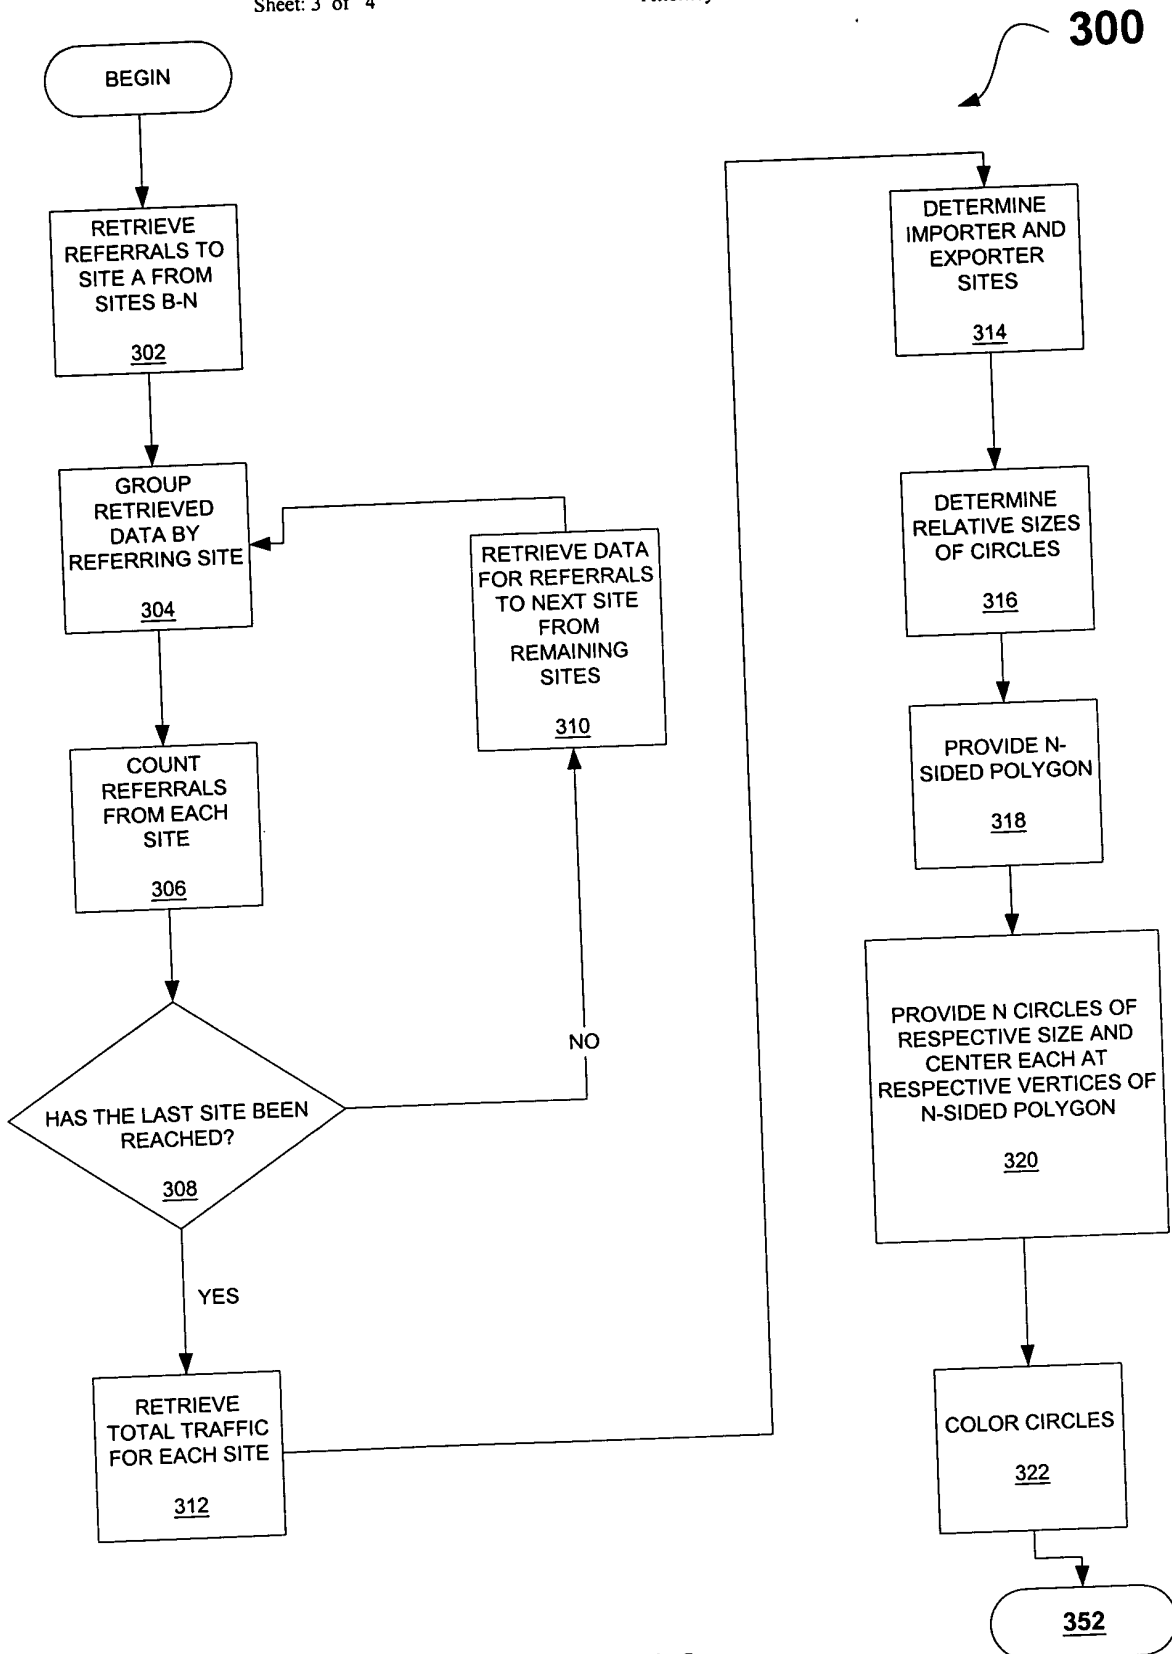 Sheet: 3 of 4
300
BEGIN
RETRIEVE
REFERRALS TO
SITE A FROM
SITES B-N
302
GROUP
RETRIEVED
DATA BY
REFERRING SITE
304
RETRIEVE DATA
FOR REFERRALS
TO NEXT SITE
FROM
REMAINING
SITES
310
COUNT
REFERRALS
FROM EACH
SITE
306
HAS THE LAST SITE BEEN
REACHED?
308
NO
YES
RETRIEVE
TOTAL TRAFFIC
FOR EACH SITE
312
DETERMINE
IMPORTER AND
EXPORTER
SITES
314
DETERMINE
RELATIVE SIZES
OF CIRCLES
316
PROVIDE N-
SIDED POLYGON
318
PROVIDE N CIRCLES OF
RESPECTIVE SIZE AND
CENTER EACH AT
RESPECTIVE VERTICES OF
N-SIDED POLYGON
320
COLOR CIRCLES
322
352